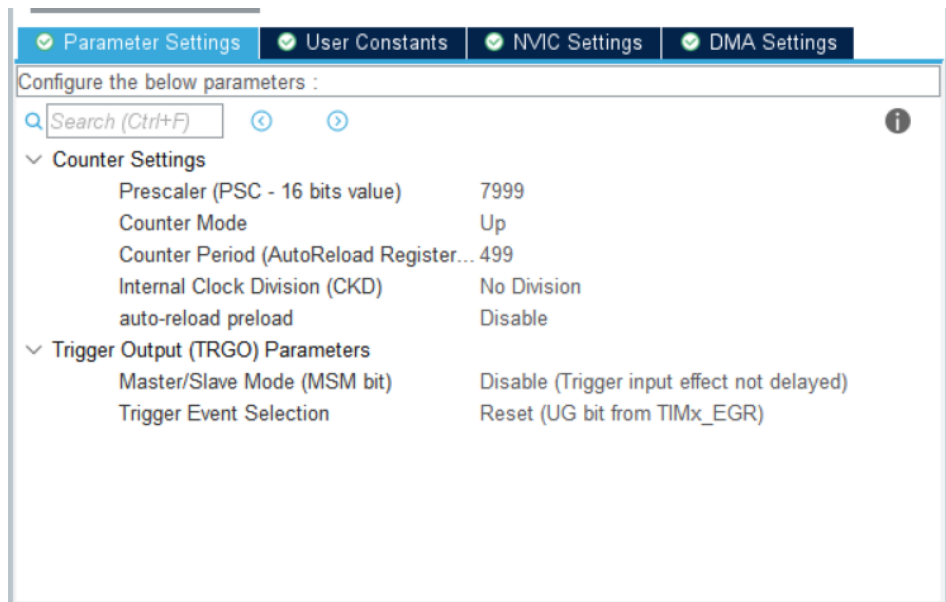 Parameter Settings User Constants NVIC Settings DMA Settings
Configure the below parameters :
Search (Ctrl+F)
Counter Settings
Prescaler (PSC - 16 bits value) 7999
Counter Mode Up
Counter Period (AutoReload Register... 499
Internal Clock Division (CKD) No Division
auto-reload preload Disable
Trigger Output (TRGO) Parameters
Master/Slave Mode (MSM bit) Disable (Trigger input effect not delayed)
Trigger Event Selection Reset (UG bit from TIMx_EGR)